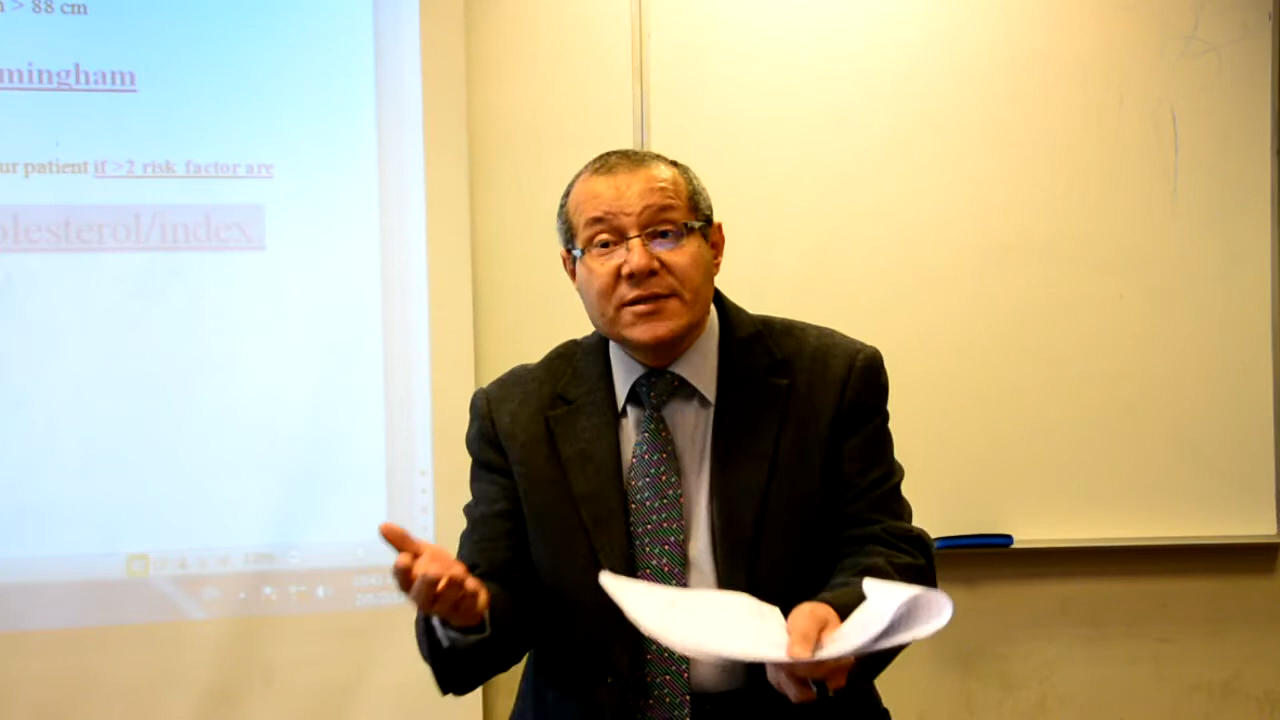 > 88 cm
mingham
ur patient if >2 risk factor are
olesterol/index